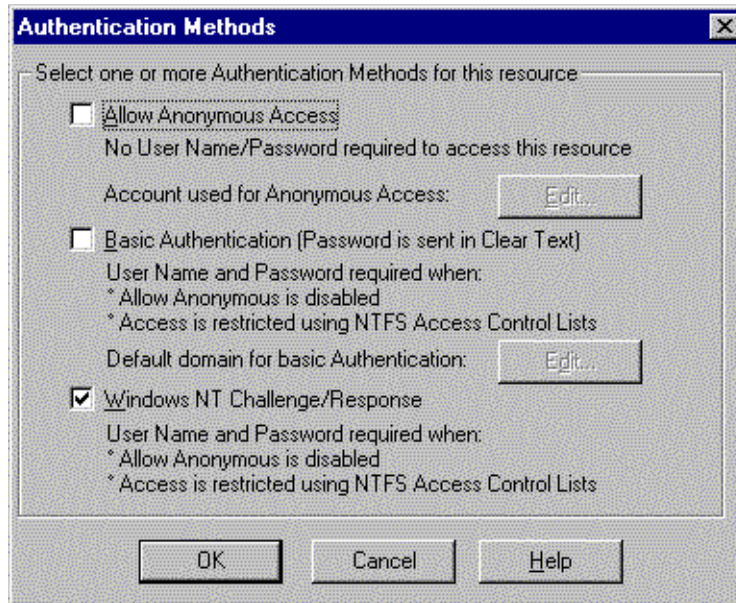 Authentication Methods
Select one or more Authentication Methods for this resource
Allow Anonymous Access
No User Name/Password required to access this resource
Account used for Anonymous Access: Edit...
Basic Authentication (Password is sent in Clear Text)
User Name and Password required when:
* Allow Anonymous is disabled
* Access is restricted using NTFS Access Control Lists
Default domain for basic Authentication: Edit...
Windows NT Challenge/Response
User Name and Password required when:
* Allow Anonymous is disabled
* Access is restricted using NTFS Access Control Lists
OK Cancel Help